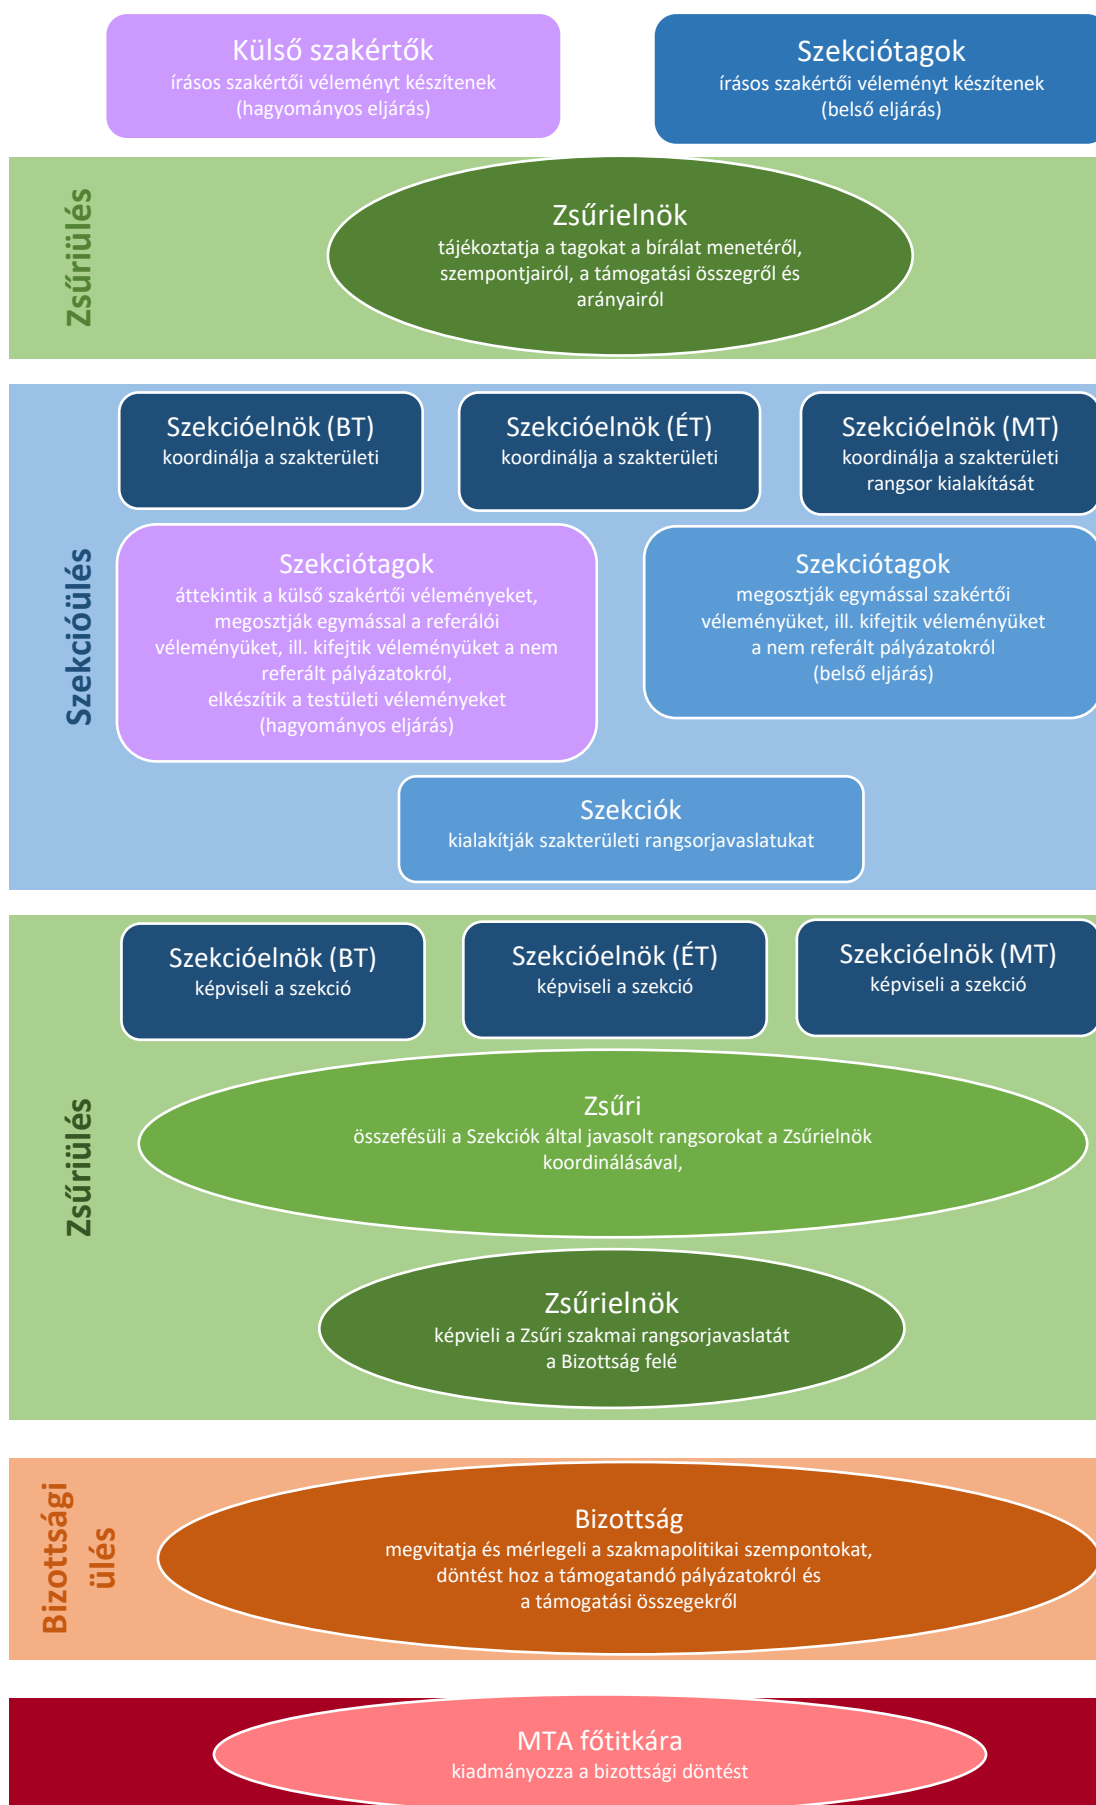 Külső szakértők
írásos szakértői véleményt készítenek
(hagyományos eljárás)
Szekciótagok
írásos szakértői véleményt készítenek
(belső eljárás)
Zsűriülés
Zsűrielnök
tájékoztatja a tagokat a bírálat menetéről,
szempontjairól, a támogatási összegről és
arányairól
Szekcióülés
Szekcióelnök (BT)
koordinálja a szakterületi
Szekcióelnök (ÉT)
koordinálja a szakterületi
Szekcióelnök (MT)
koordinálja a szakterületi
rangsor kialakítását
Szekciótagok
áttekintik a külső szakértői véleményeket,
megosztják egymással a referálói
véleményüket, ill. kifejtik véleményüket a nem
referált pályázatokról,
elkészítik a testületi véleményeket
(hagyományos eljárás)
Szekciótagok
megosztják egymással szakértői
véleményüket, ill. kifejtik véleményüket
a nem referált pályázatokról
(belső eljárás)
Szekciók
kialakítják szakterületi rangsorjavaslatukat
Zsűriülés
Szekcióelnök (BT)
képviseli a szekció
Szekcióelnök (ÉT)
képviseli a szekció
Szekcióelnök (MT)
képviseli a szekció
Zsűri
összefésüli a Szekciók által javasolt rangsorokat a Zsűrielnök
koordinálásával,
Zsűrielnök
képvieli a Zsűri szakmai rangsorjavaslatát
a Bizottság felé
Bizottsági
ülés
Bizottság
megvitatja és mérlegeli a szakmapolitikai szempontokat,
döntést hoz a támogatandó pályázatokról és
a támogatási összegekről
MTA főtitkára
kiadmányozza a bizottsági döntést